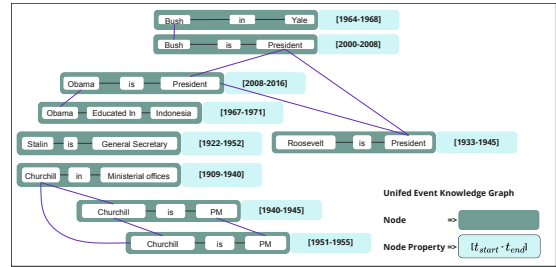 Bush in Yale [1964-1968]
Bush is President [2000-2008]
Obama is President [2008-2016]
Obama Educated In Indonesia [1967-1971]
Stalin is General Secretary [1922-1952]
Roosevelt is President [1933-1945]
Churchill in Ministerial offices [1909-1940]
Churchill is PM [1940-1945]
Churchill is PM [1951-1955]
Unifed Event Knowledge Graph
Node =>
Node Property => [t_start - t_end]